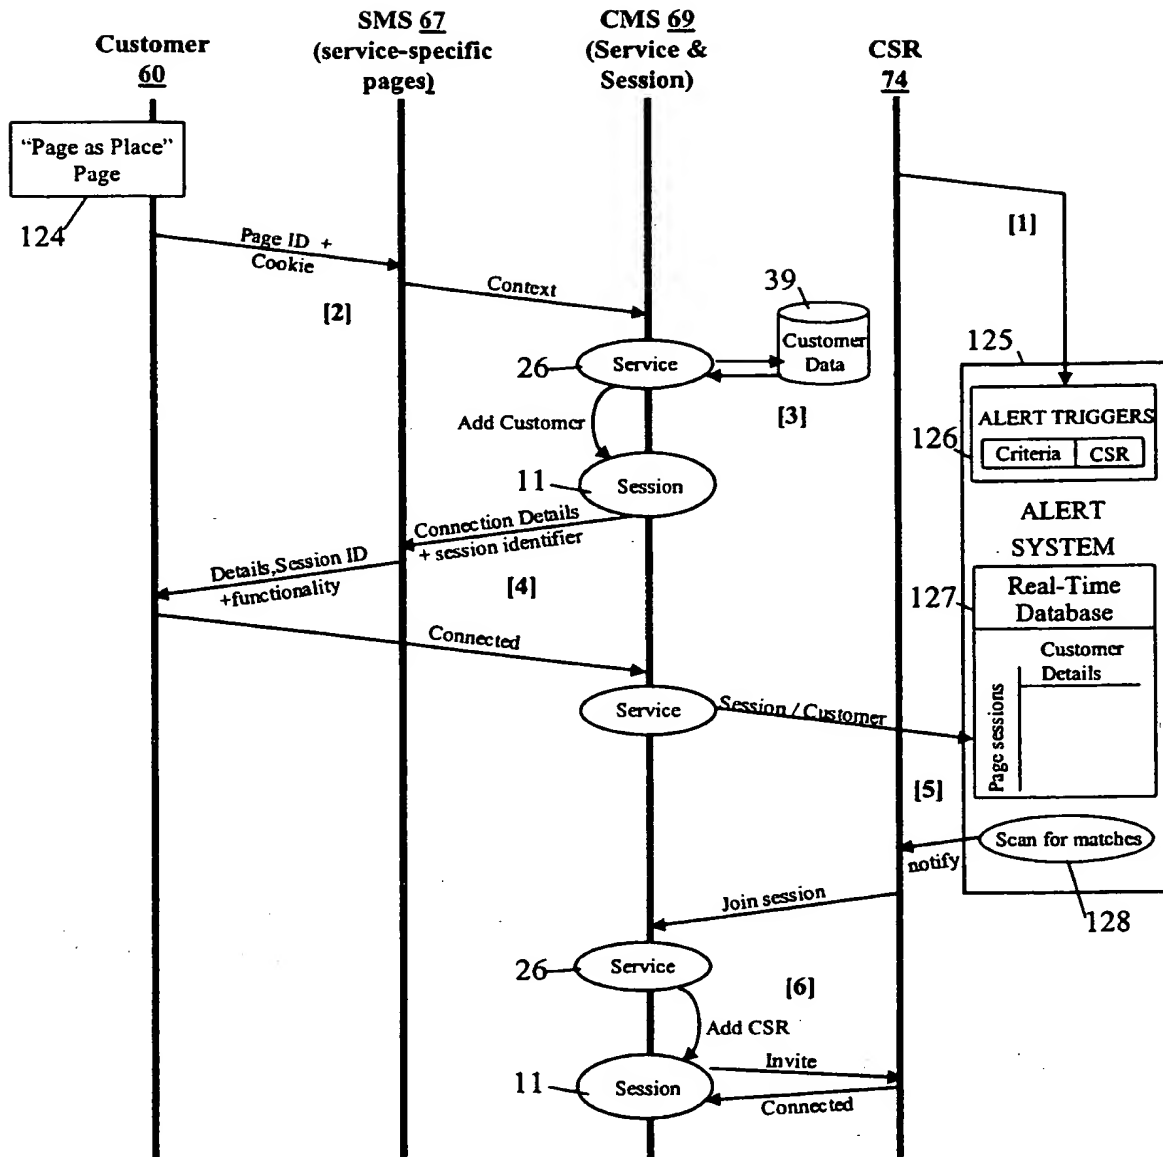 Customer
60
SMS 67
(service-specific
pages)
CMS 69
(Service &
Session)
CSR
74
“Page as Place”
Page
124
[1]
Page ID +
Cookie
[2]
Context
39
Customer
Data
26
Service
[3]
Add Customer
125
ALERT TRIGGERS
126
Criteria
CSR
11
Session
ALERT
SYSTEM
Connection Details
+ session identifier
Details,Session ID
+functionality
[4]
127
Real-Time
Database
Connected
Customer
Details
Page sessions
Service
Session / Customer
[5]
Scan for matches
notify
128
Join session
26
Service
[6]
Add CSR
Invite
11
Session
Connected